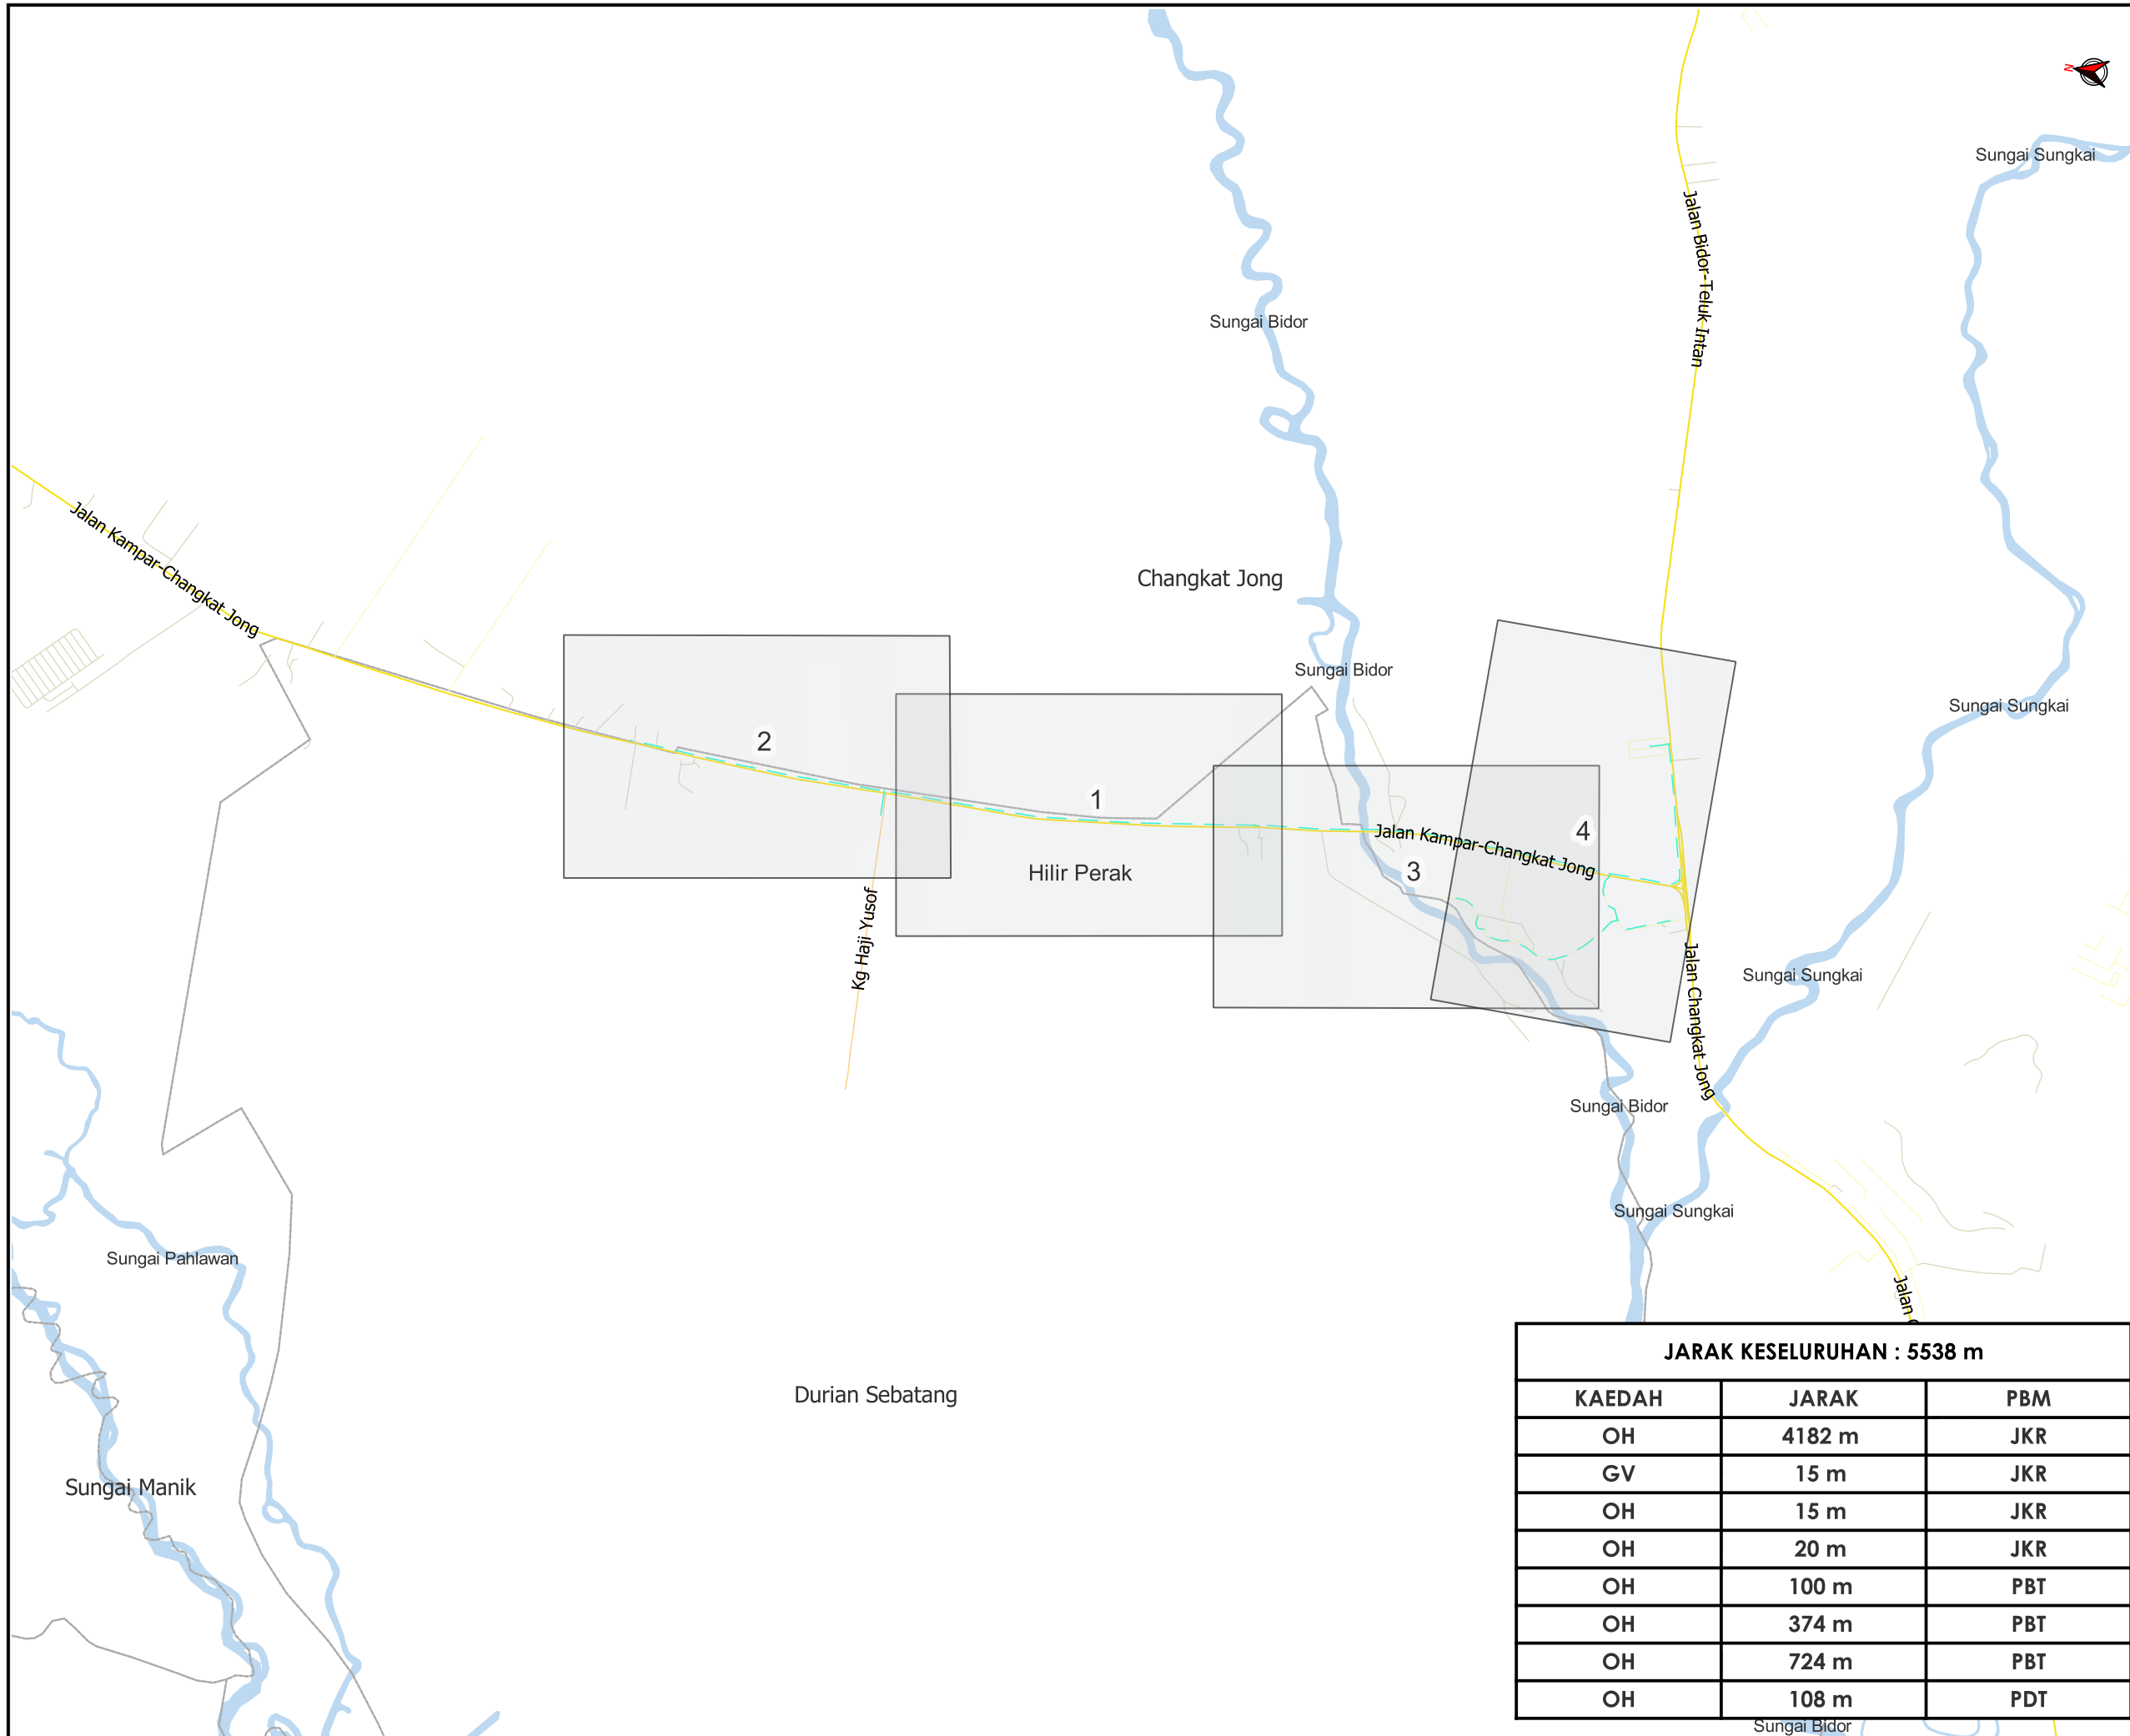 N
Sungai Sungkai
Jalan Bidor-Teluk Intan
Sungai Bidor
Jalan Kampar-Changkat Jong
Changkat Jong
Sungai Bidor
Sungai Sungkai
2
1
Jalan Kampar-Changkat Jong
4
3
Hilir Perak
Kg Haji Yusof
Jalan Changkat Jong
Sungai Sungkai
Sungai Bidor
Sungai Sungkai
Sungai Pahlawan
Jalan C
Durian Sebatang
Sungai Manik
JARAK KESELURUHAN : 5538 m
KAEDAH JARAK PBM
OH 4182 m JKR
GV 15 m JKR
OH 15 m JKR
OH 20 m JKR
OH 100 m PBT
OH 374 m PBT
OH 724 m PBT
OH 108 m PDT
Sungai Bidor